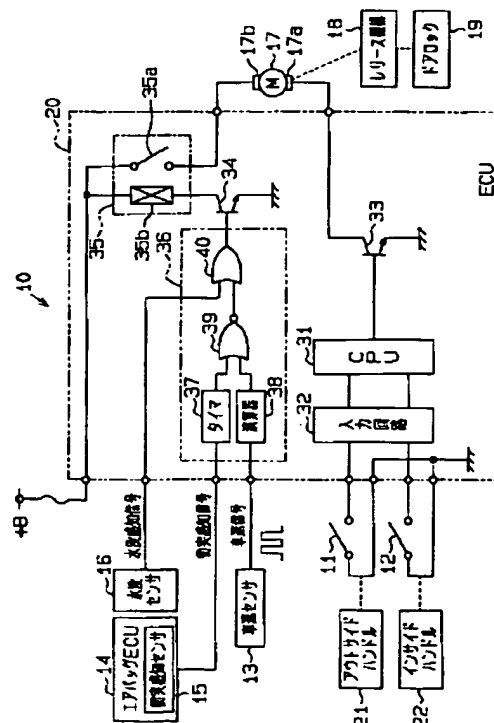 10
20
+B
35a
35
35b
36
34
17b
17
M
17a
18
レリーズ機構
19
ドアロック
40
39
37
タイマ
38
演算器
水没感知信号
衝突感知信号
車速信号
16
水没センサ
14
エアバッグECU
衝突感知センサ
15
車速センサ
13
33
31
CPU
32
入力回路
11
12
アウトサイドハンドル
21
インサイドハンドル
22
ECU